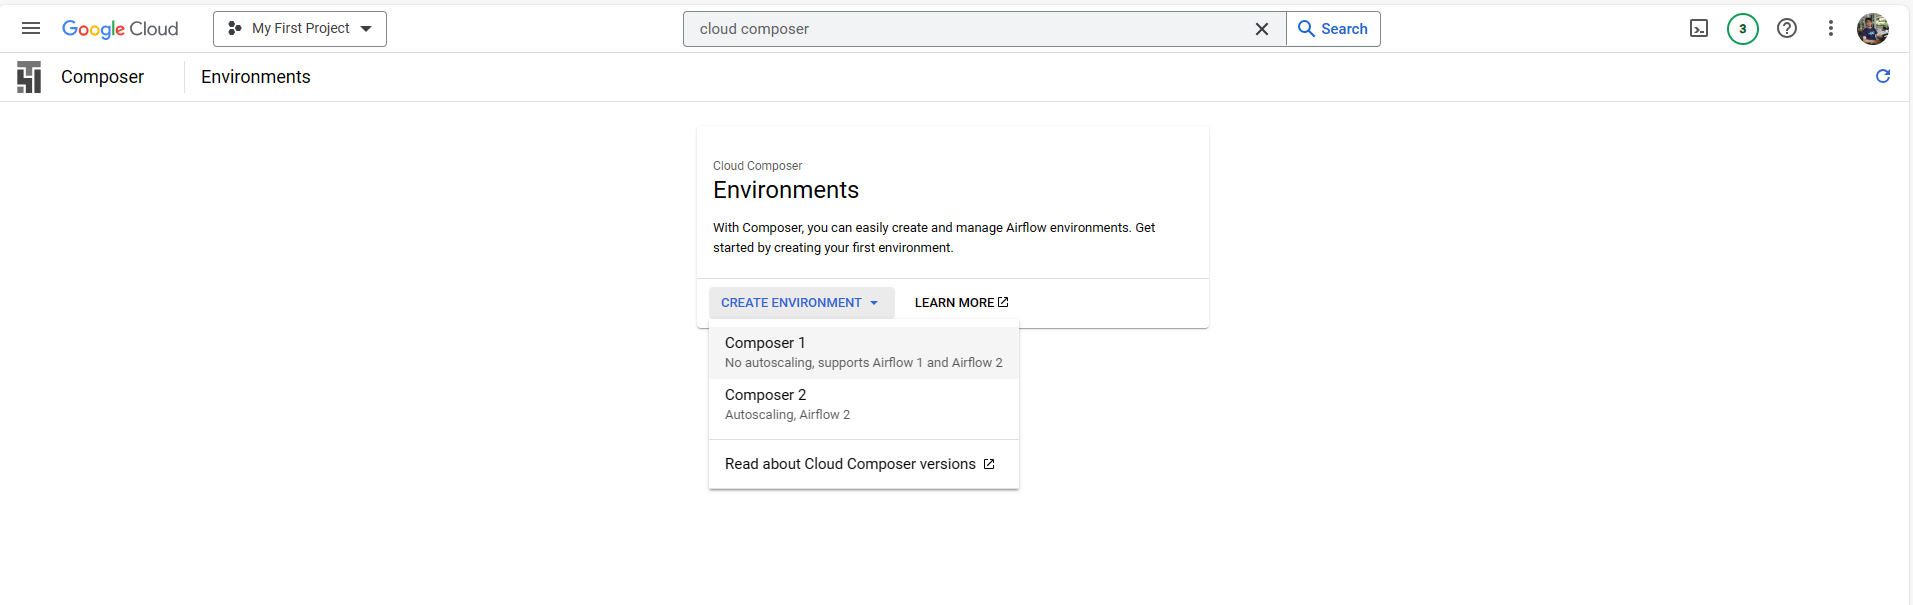 Google Cloud
My First Project
cloud composer
Search
3
Composer
Environments
Cloud Composer
Environments
With Composer, you can easily create and manage Airflow environments. Get
started by creating your first environment.
CREATE ENVIRONMENT
LEARN MORE
Composer 1
No autoscaling, supports Airflow 1 and Airflow 2
Composer 2
Autoscaling, Airflow 2
Read about Cloud Composer versions